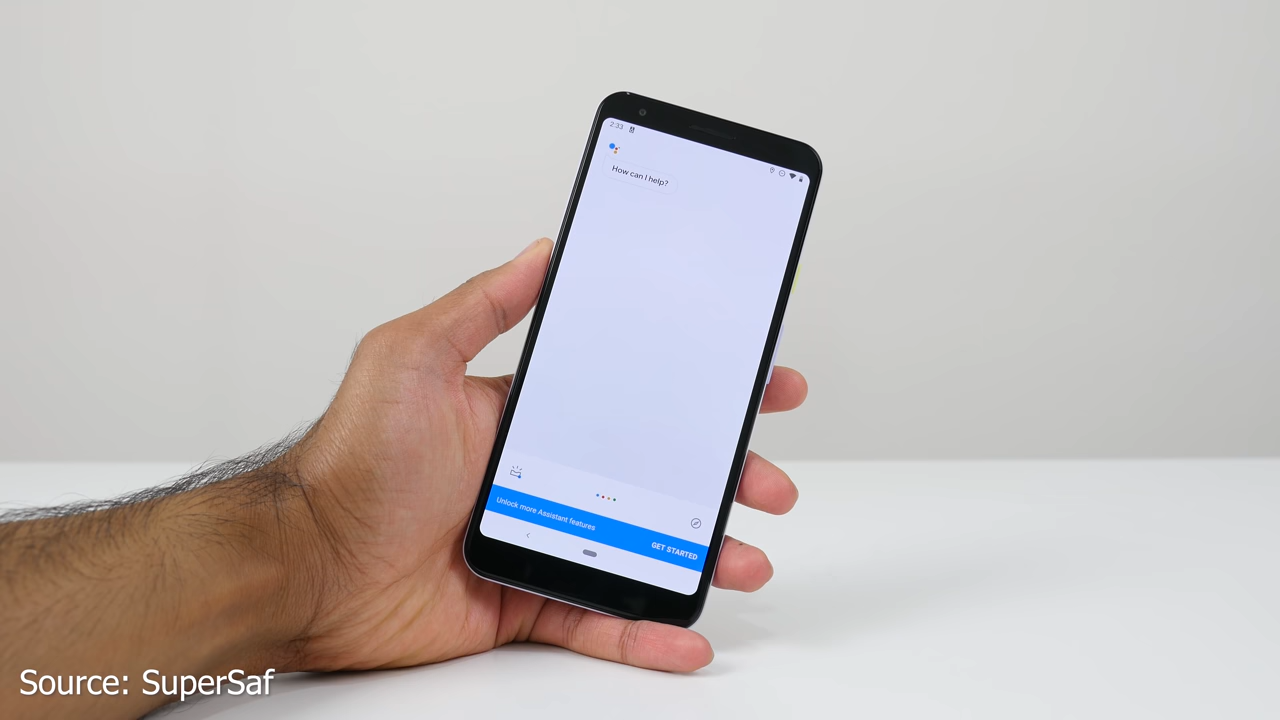 2:33
How can I help?
Unlock more Assistant features
GET STARTED
Source: SuperSaf